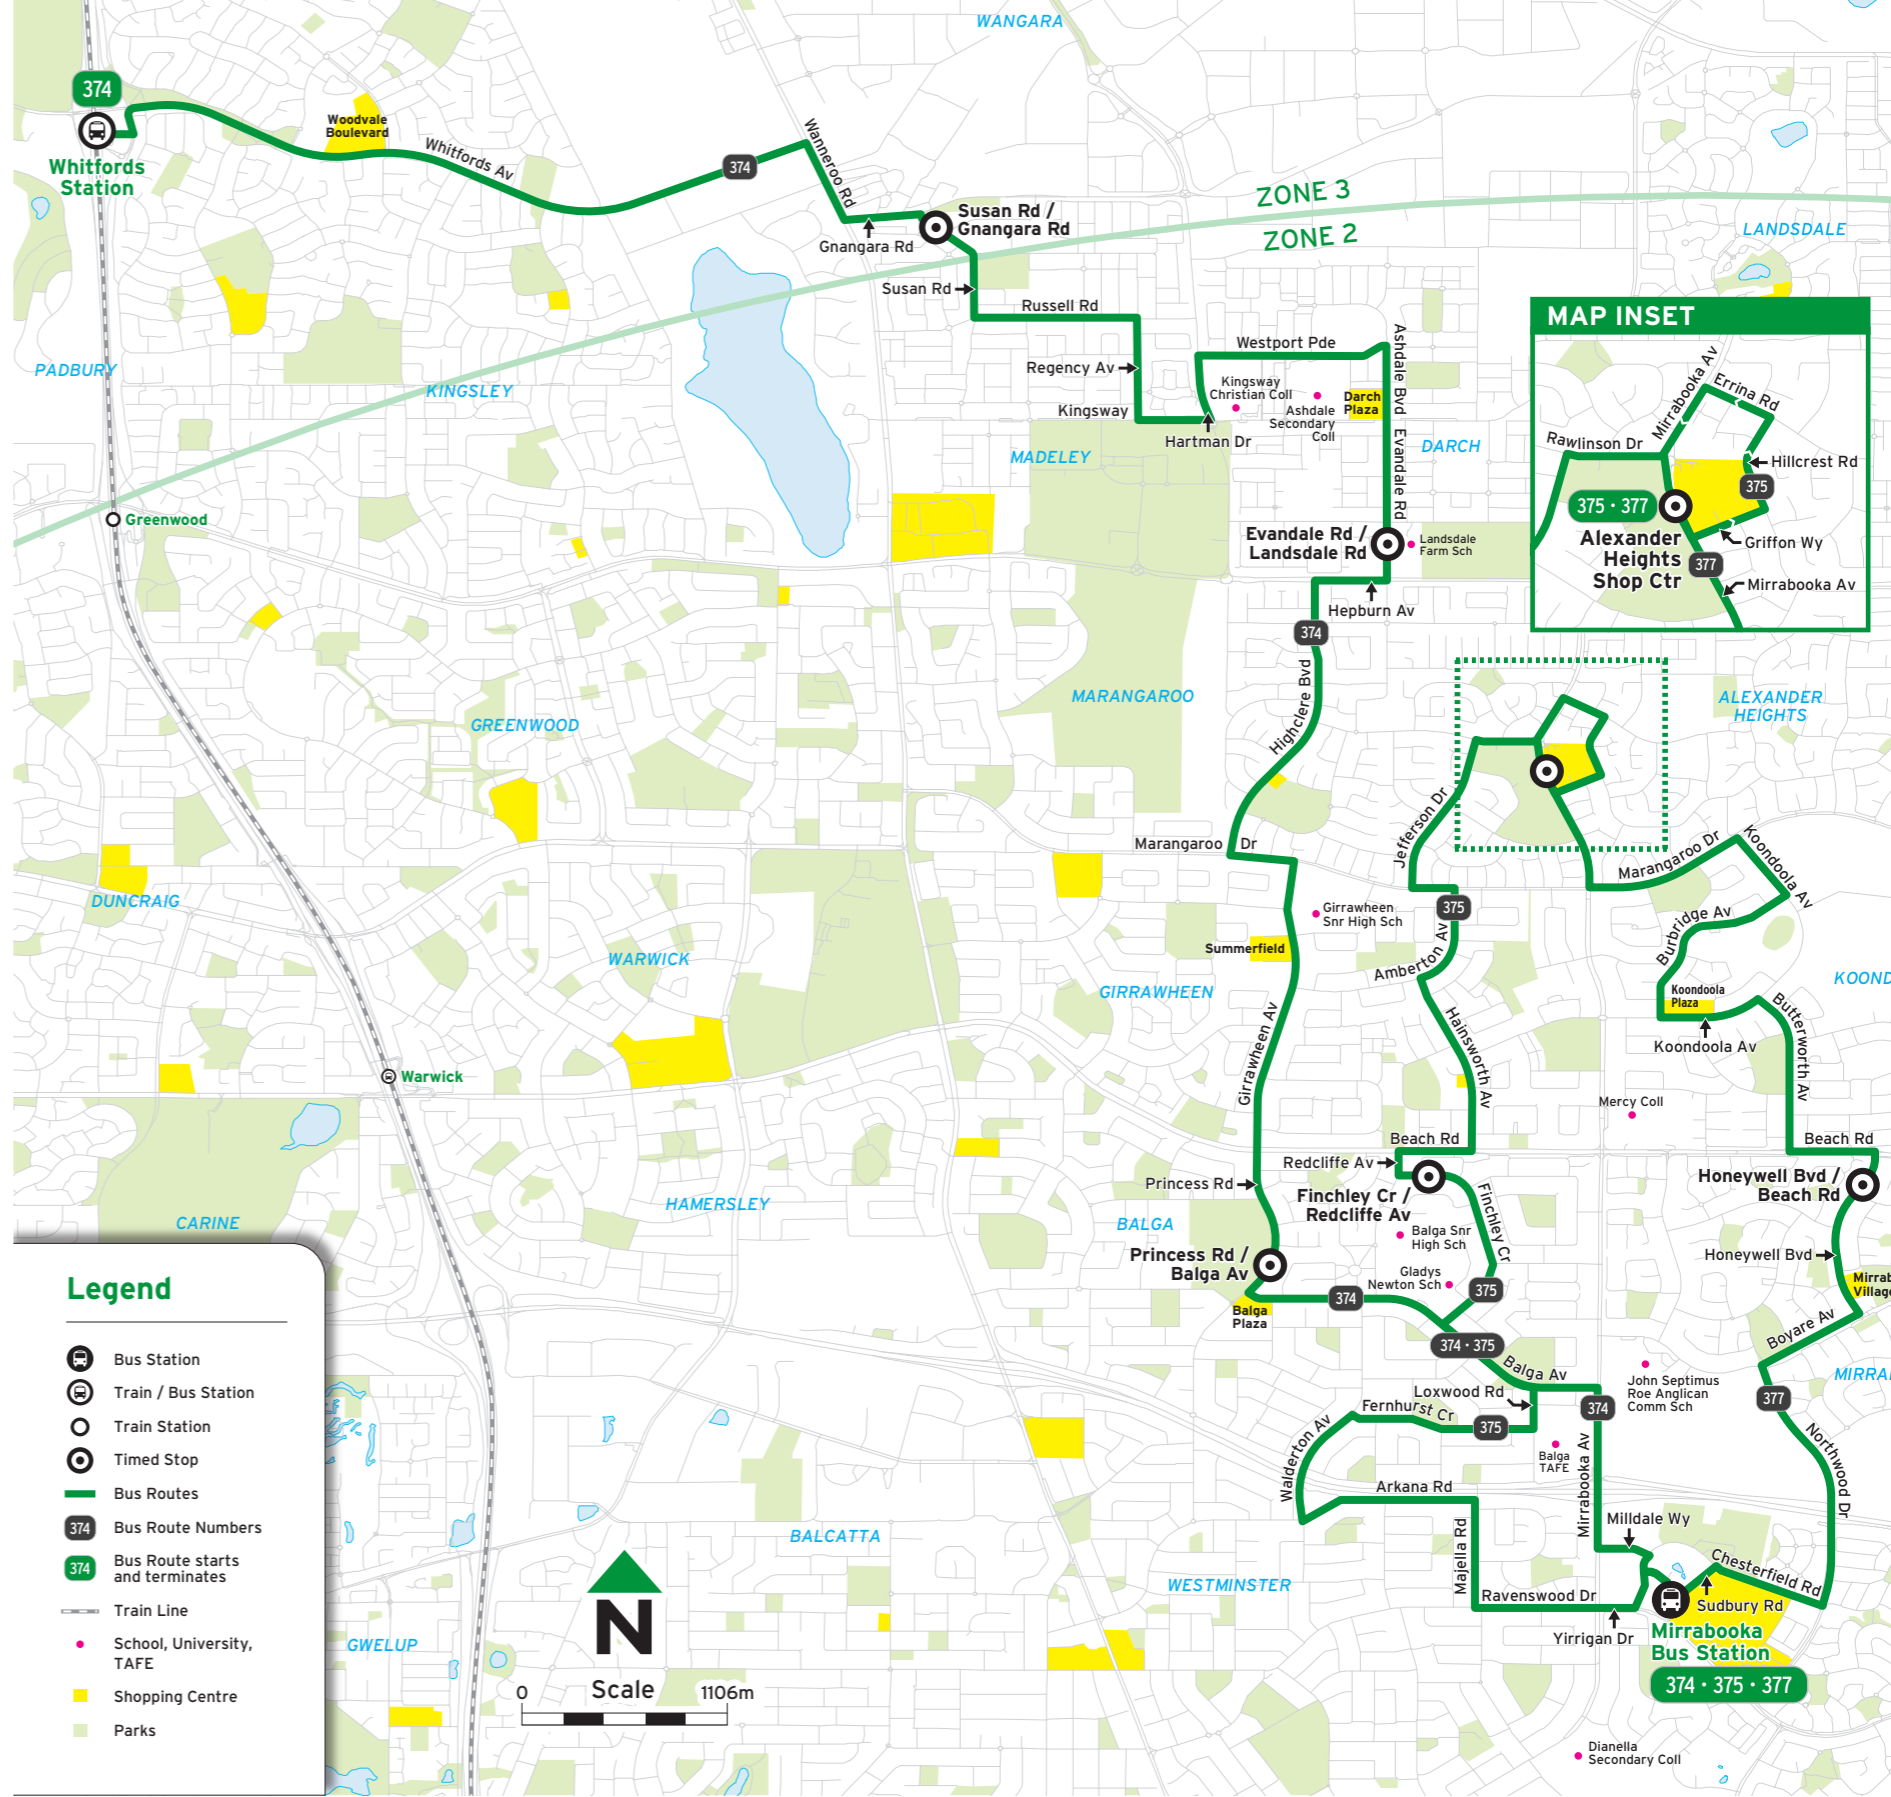 WANGARA
374
Whitfords
Station
Woodvale
Boulevard
Whitfords Av
374
Wanneroo Rd
Gnangara Rd
Susan Rd /
Gnangara Rd
ZONE 3
ZONE 2
LANDSDALE
Susan Rd
Russell Rd
Regency Av
Kingsway
Hartman Dr
Westport Pde
Kingsway
Christian Coll
Ashdale
Secondary
Coll
Darch
Plaza
Ashdale Bvd
Evandale Rd
DARCH
PADBURY
KINGSLEY
MADELEY
Greenwood
Evandale Rd /
Landsdale Rd
Landsdale
Farm Sch
Hepburn Av
374
Highclere Bvd
MAP INSET
Mirrabooka Av
Errina Rd
Rawlinson Dr
Hillcrest Rd
375
375 · 377
Alexander
Heights
Shop Ctr
Griffon Wy
377
Mirrabooka Av
MARANGAROO
ALEXANDER
HEIGHTS
GREENWOOD
Jefferson Dr
Marangaroo Dr
Marangaroo Dr
Koondoola Av
DUNCRAIG
Girrawheen
Snr High Sch
375
Burbridge Av
Summerfield
Amberton Av
WARWICK
GIRRAWHEEN
Koondoola
Plaza
KOOND
Koondoola Av
Butterworth Av
Hainsworth Av
Girrawheen Av
Warwick
Mercy Coll
Beach Rd
Beach Rd
Redcliffe Av
Princess Rd
Finchley Cr /
Redcliffe Av
Finchley Cr
Honeywell Bvd /
Beach Rd
HAMERSLEY
CARINE
BALGA
Balga Snr
High Sch
Princess Rd /
Balga Av
Gladys
Newton Sch
Honeywell Bvd
374
375
Mirrab
Village
Balga
Plaza
374 · 375
Boyare Av
Balga Av
John Septimus
Roe Anglican
Comm Sch
MIRRA
Loxwood Rd
Fernhurst Cr
375
374
377
Walderton Av
Balga
TAFE
Mirrabooka Av
Northwood Dr
Arkana Rd
Majella Rd
Milldale Wy
BALCATTA
WESTMINSTER
Chesterfield Rd
Ravenswood Dr
Sudbury Rd
Yirrigan Dr
Mirrabooka
Bus Station
374 · 375 · 377
GWELUP
Dianella
Secondary Coll
N
Scale
0
1106m
Legend
Bus Station
Train / Bus Station
Train Station
Timed Stop
Bus Routes
374
Bus Route Numbers
374
Bus Route starts
and terminates
Train Line
School, University,
TAFE
Shopping Centre
Parks